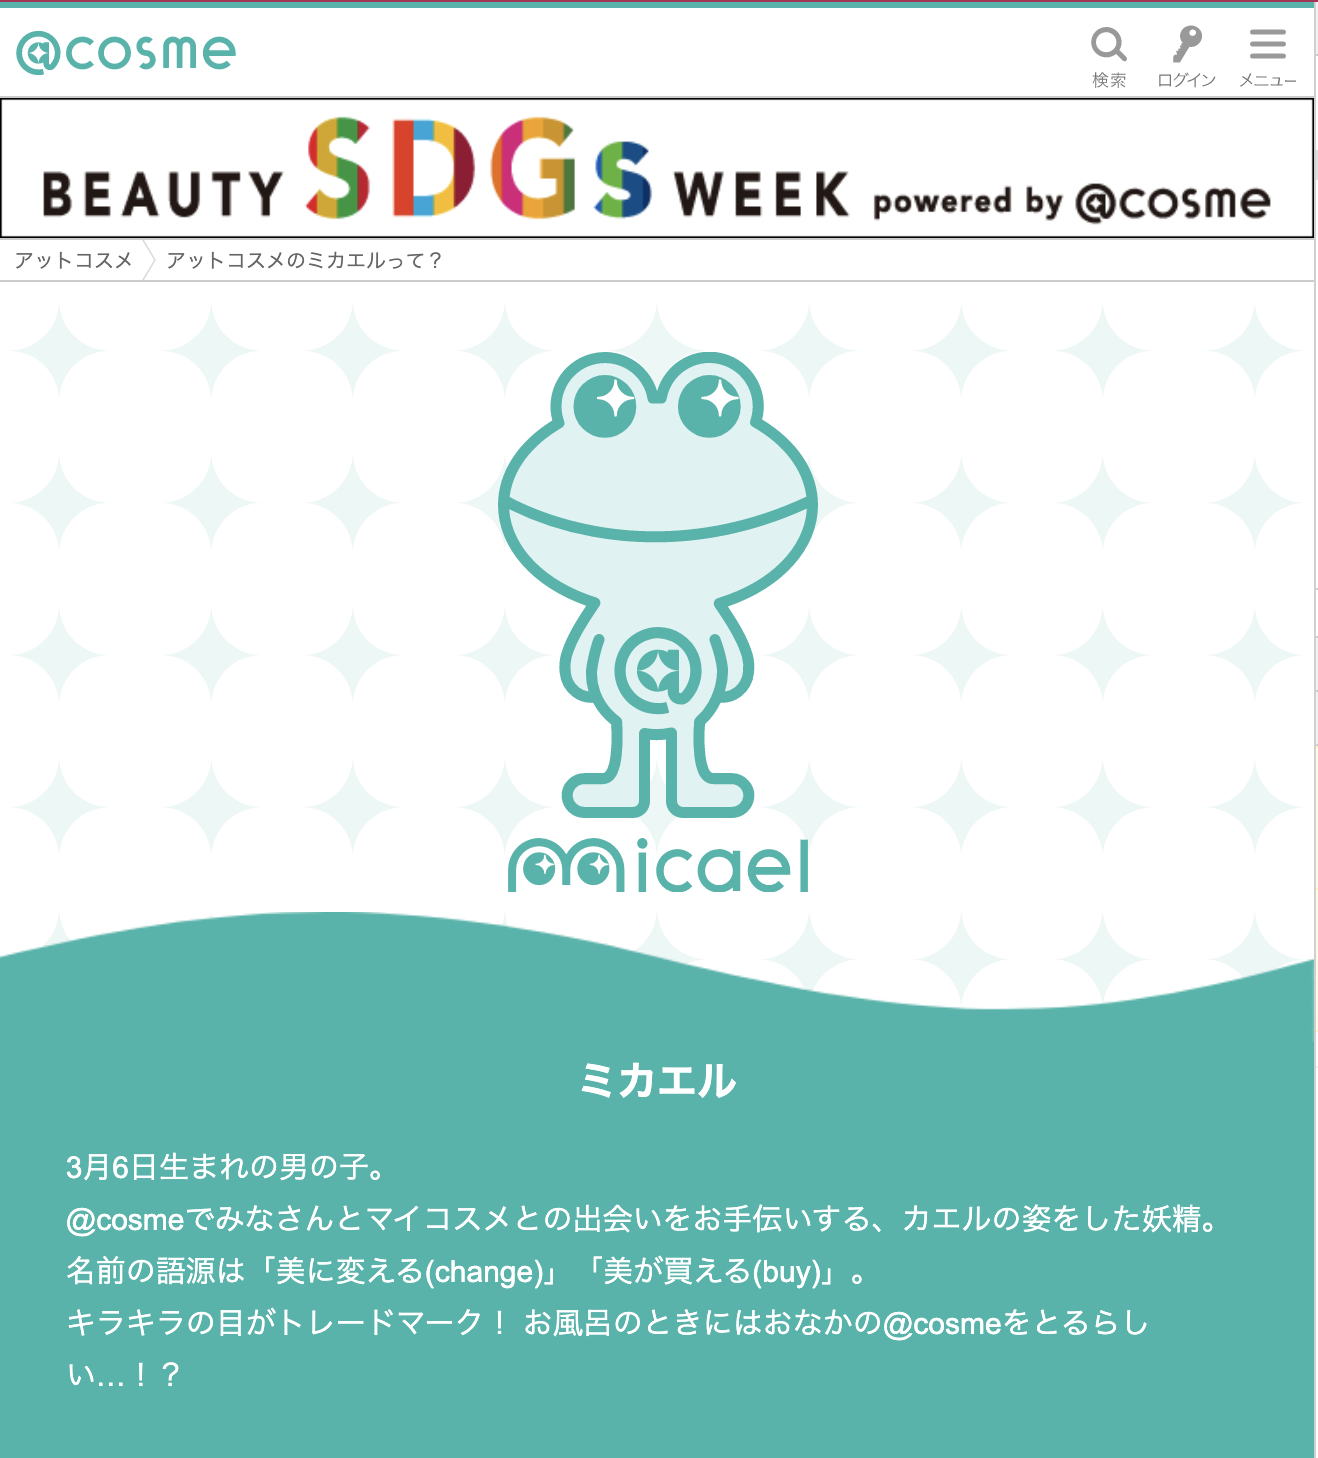 @cosme
検索 ログイン メニュー
BEAUTY SDGs WEEK powered by @cosme
アットコスメ アットコスメのミカエルって？
@
micael
ミカエル
3月6日生まれの男の子。
@cosmeでみなさんとマイコスメとの出会いをお手伝いする、カエルの姿をした妖精。
名前の語源は「美に変える(change)」「美が買える(buy)」。
キラキラの目がトレードマーク！ お風呂のときにはおなかの@cosmeをとるらし
い…！？